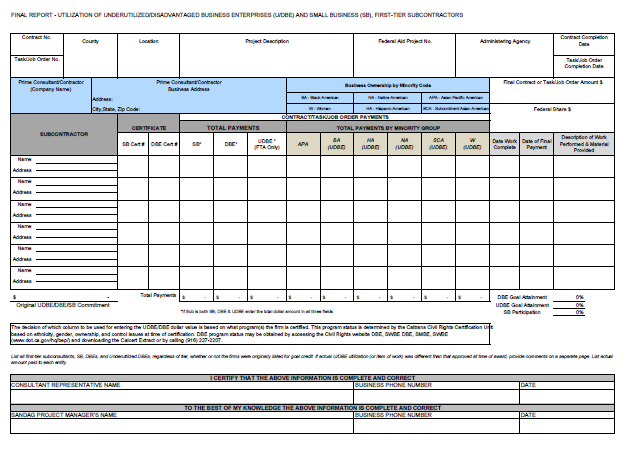 FINAL REPORT - UTILIZATION OF UNDERUTILIZED/DISADVANTAGED BUSINESS ENTERPRISES (U/DBE) AND SMALL BUSINESS (SB), FIRST-TIER SUBCONTRACTORS
Contract No. County Location Project Description Federal Aid Project No. Administering Agency Contract Completion Date
Task/Job Order No. Task/Job Order Completion Date
Prime Consultant/Contractor (Company Name) Prime Consultant/Contractor Business Address Business Ownership by Minority Code Final Contract or Task/Job Order Amount $
BA - Black American NA - Native American APA - Asian Pacific American
Address:
City,State, Zip Code: W - Women HA - Hispanic American SCA - Subcontinent Asian American Federal Share $
CONTRACT/TASK/JOB ORDER PAYMENTS
SUBCONTRACTOR CERTIFICATE TOTAL PAYMENTS TOTAL PAYMENTS BY MINORITY GROUP
SB Cert.# DBE Cert.# SB* DBE* UDBE * (FTA Only) APA BA (UDBE) HA (UDBE) NA (UDBE) SCA (UDBE) W (UDBE) Date Work Complete Date of Final Payment Description of Work Performed & Material Provided
Name
Address
Name
Address
Name
Address
Name
Address
Name
Address
Name
Address
$ - Total Payments $ - $ - $ - $ - $ - $ - $ - $ - $ - DBE Goal Attainment 0%
Original UDBE/DBE/SB Commitment UDBE Goal Attainment 0%
*If Sub is both SB, DBE & UDBE enter the total dollar amount in all three fields SB Participation 0%
The decision of which column to be used for entering the UDBE/DBE dollar value is based on what program(s) the firm is certified. This program status is determined by the Caltrans Civil Rights Certification Unit
based on ethnicity, gender, ownership, and control issues at time of certification. DBE program status may be obtained by accessing the Civil Rights website DBE, SWBE DBE, SMBE, SWBE
(www.dot.ca.gov/hq/bep/) and downloading the Calcert Extract or by calling (916) 227-2207.
List all first-tier subconsultants, SB, DBEs, and Underutilized DBEs, regardless of tier, whether or not the firms were originally listed for goal credit. If actual UDBE utilization (or item of work) was different than that approved at time of award, provide comments on a separate page. List actual
amount paid to each entity.
I CERTIFY THAT THE ABOVE INFORMATION IS COMPLETE AND CORRECT
CONSULTANT REPRESENTATIVE NAME BUSINESS PHONE NUMBER DATE
TO THE BEST OF MY KNOWLEDGE THE ABOVE INFORMATION IS COMPLETE AND CORRECT
SANDAG PROJECT MANAGER'S NAME BUSINESS PHONE NUMBER DATE